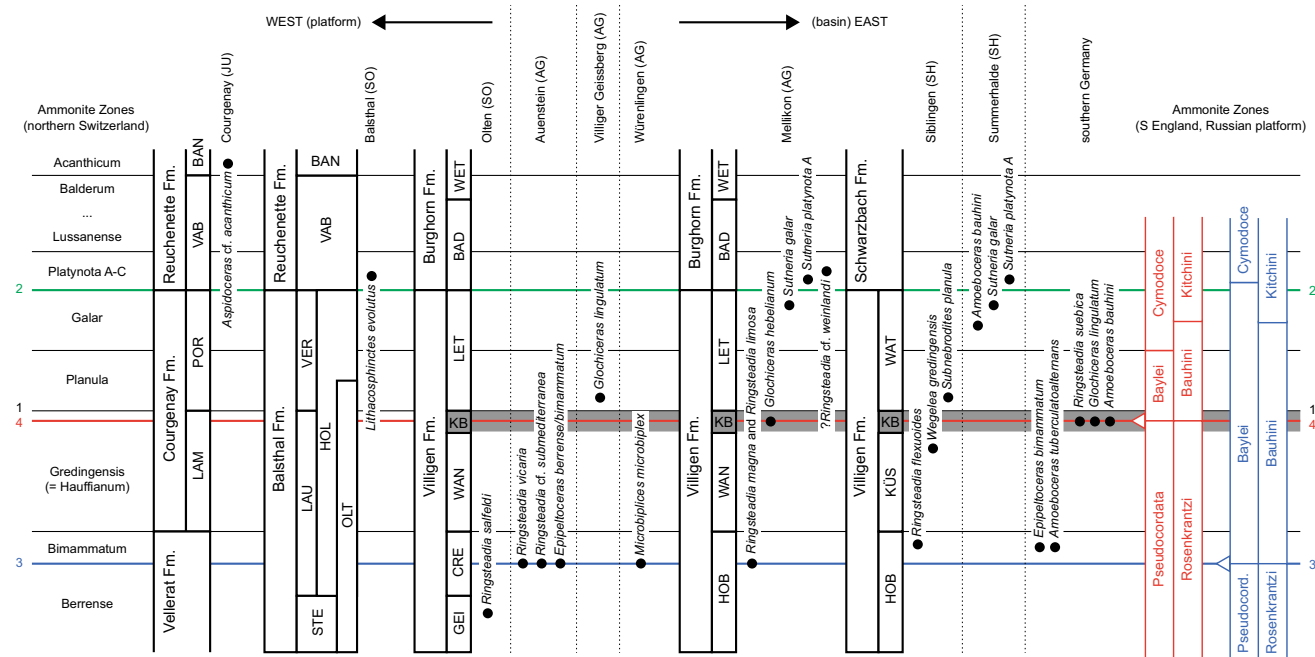 WEST (platform)
(basin) EAST
Ammonite Zones
(northern Switzerland)
Courgenay (JU)
Balsthal (SO)
Olten (SO)
Auenstein (AG)
Villiger Geissberg (AG)
Würenlingen (AG)
Mellikon (AG)
Siblingen (SH)
Summerhalde (SH)
southern Germany
Ammonite Zones
(S England, Russian platform)
Acanthicum
Balderum
...
Lussanense
Platynota A-C
2
Galar
Planula
1
4
Gredingensis
(= Hauffianum)
Bimammatum
3
Berrense
Reuchenette Fm.
Courgenay Fm.
Vellerat Fm.
BAN
VAB
POR
LAM
Aspidoceras cf. acanthicum
Reuchenette Fm.
Balsthal Fm.
BAN
VAB
VER
LAU
HOL
STE
OLT
Lithacosphinctes evolutus
Burghorn Fm.
Villigen Fm.
WET
BAD
LET
KB
WAN
CRE
GEI
Ringsteadia salfeldi
Ringsteadia vicaria
Ringsteadia cf. submediterranea
Epipeltoceras berrense/bimammatum
Glochiceras lingulatum
Microbiplices microbiplex
Burghorn Fm.
Villigen Fm.
WET
BAD
LET
KB
WAN
HOB
Ringsteadia magna and Ringsteadia limosa
Glochiceras hebelianum
Sutneria galar
Sutneria platynota A
?Ringsteadia cf. weinlandi
Schwarzbach Fm.
Villigen Fm.
WAT
KB
KÜS
HOB
Ringsteadia flexuoides
Wegelea gredingensis
Subnebrodites planula
Amoeboceras bauhini
Sutneria galar
Sutneria platynota A
Epipeltoceras bimammatum
Amoeboceras tuberculatoalternans
Ringsteadia suebica
Glochiceras lingulatum
Amoeboceras bauhini
Cymodoce
Baylei
Pseudocordata
Kitchini
Bauhini
Rosenkrantzi
Cymodoce
Baylei
Pseudocord.
Kitchini
Bauhini
Rosenkrantzi
2
1
4
3